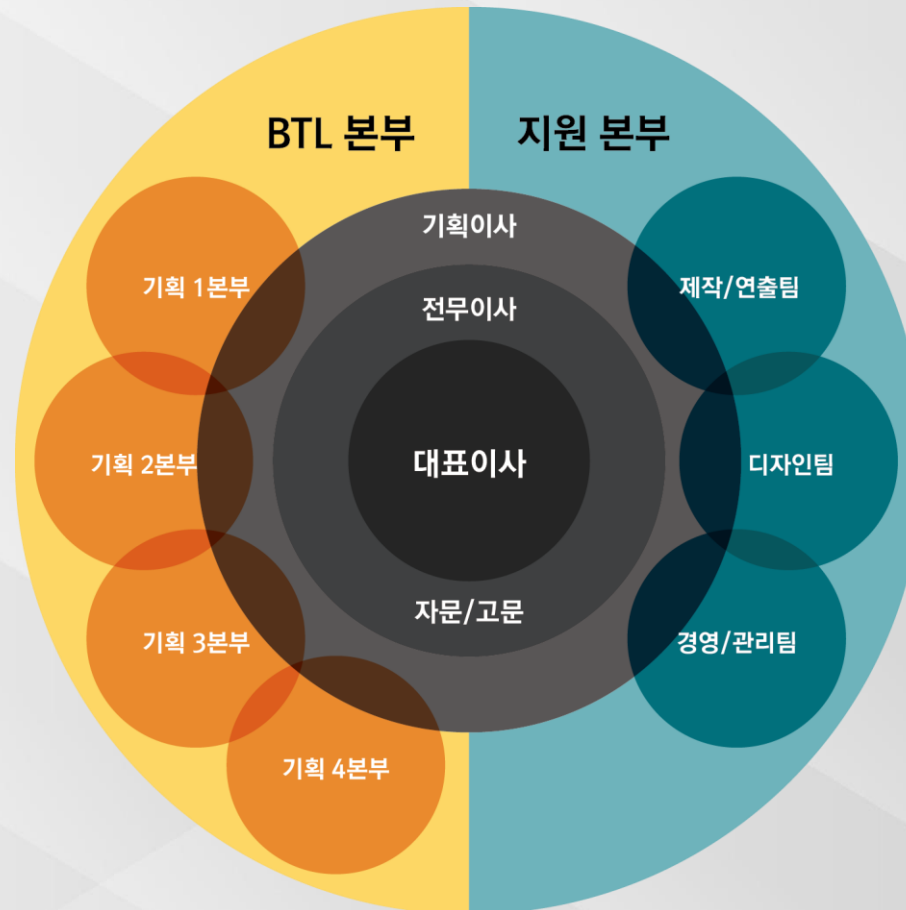 BTL 본부
지원 본부
기획이사
전무이사
대표이사
자문/고문
기획 1본부
기획 2본부
기획 3본부
기획 4본부
제작/연출팀
디자인팀
경영/관리팀